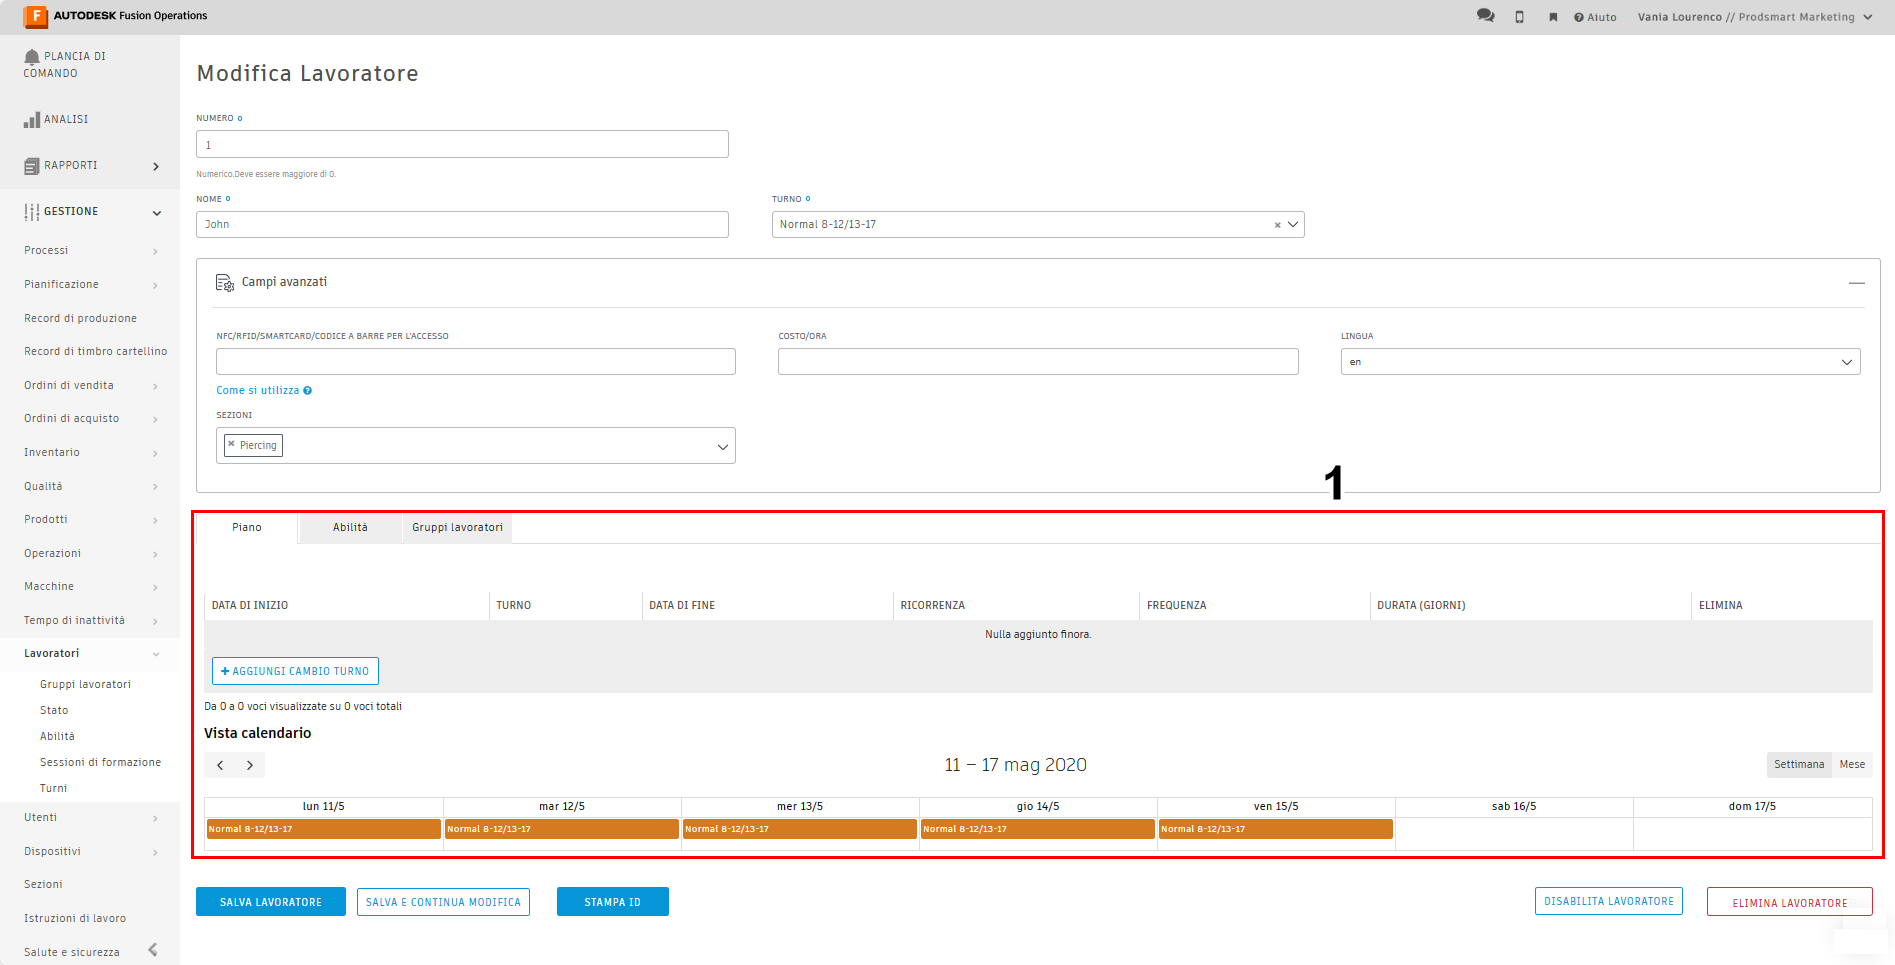 AUTODESK Fusion Operations
Aiuto
Vania Lourenco // Prodsmart Marketing
PLANCIA DI
COMANDO
ANALISI
RAPPORTI
GESTIONE
Processi
Pianificazione
Record di produzione
Record di timbro cartellino
Ordini di vendita
Ordini di acquisto
Inventario
Qualità
Prodotti
Operazioni
Macchine
Tempo di inattività
Lavoratori
Gruppi lavoratori
Stato
Abilità
Sessioni di formazione
Turni
Utenti
Dispositivi
Sezioni
Istruzioni di lavoro
Salute e sicurezza
Modifica Lavoratore
NUMERO
1
Numerico.Deve essere maggiore di 0.
NOME
John
TURNO
Normal 8-12/13-17
Campi avanzati
NFC/RFID/SMARTCARD/CODICE A BARRE PER L'ACCESSO
COSTO/ORA
LINGUA
en
Come si utilizza
SEZIONI
× Piercing
1
Piano Abilità Gruppi lavoratori
DATA DI INIZIO TURNO DATA DI FINE RICORRENZA FREQUENZA DURATA (GIORNI) ELIMINA
Nulla aggiunto finora.
+ AGGIUNGI CAMBIO TURNO
Da 0 a 0 voci visualizzate su 0 voci totali
Vista calendario
11 – 17 mag 2020
Settimana Mese
lun 11/5 mar 12/5 mer 13/5 gio 14/5 ven 15/5 sab 16/5 dom 17/5
Normal 8-12/13-17 Normal 8-12/13-17 Normal 8-12/13-17 Normal 8-12/13-17 Normal 8-12/13-17
SALVA LAVORATORE SALVA E CONTINUA MODIFICA STAMPA ID DISABILITA LAVORATORE ELIMINA LAVORATORE